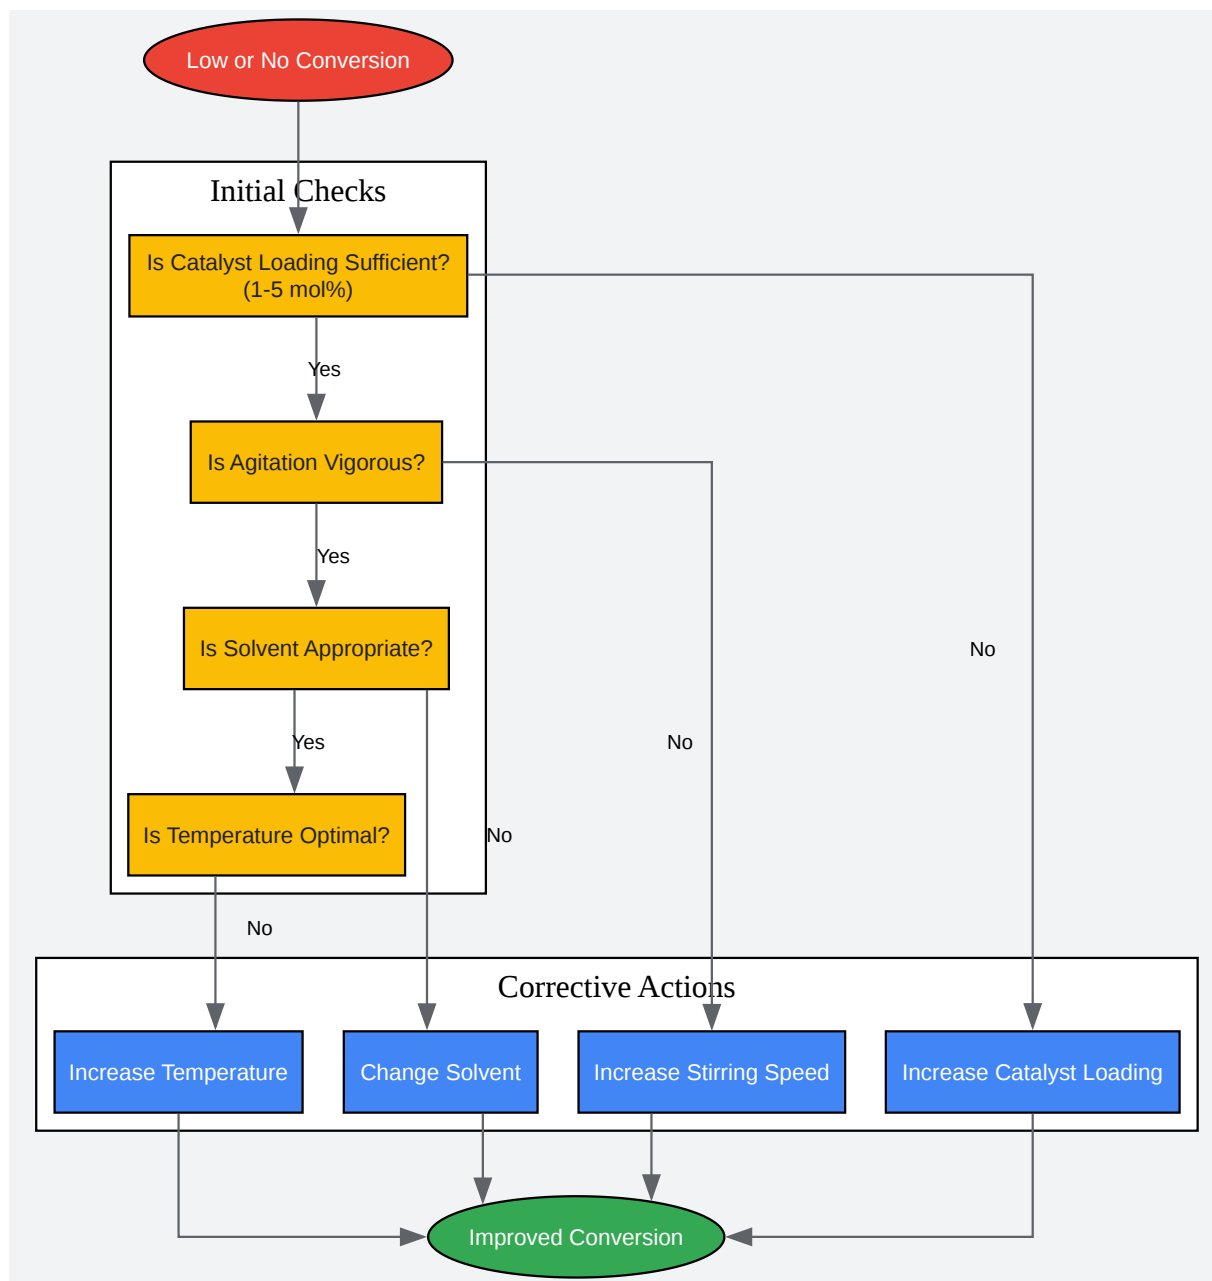 Low or No Conversion
Initial Checks
Is Catalyst Loading Sufficient?
(1-5 mol%)
Yes
Is Agitation Vigorous?
Yes
Is Solvent Appropriate?
No
Yes
No
Is Temperature Optimal?
No
No
Corrective Actions
Increase Temperature
Change Solvent
Increase Stirring Speed
Increase Catalyst Loading
Improved Conversion